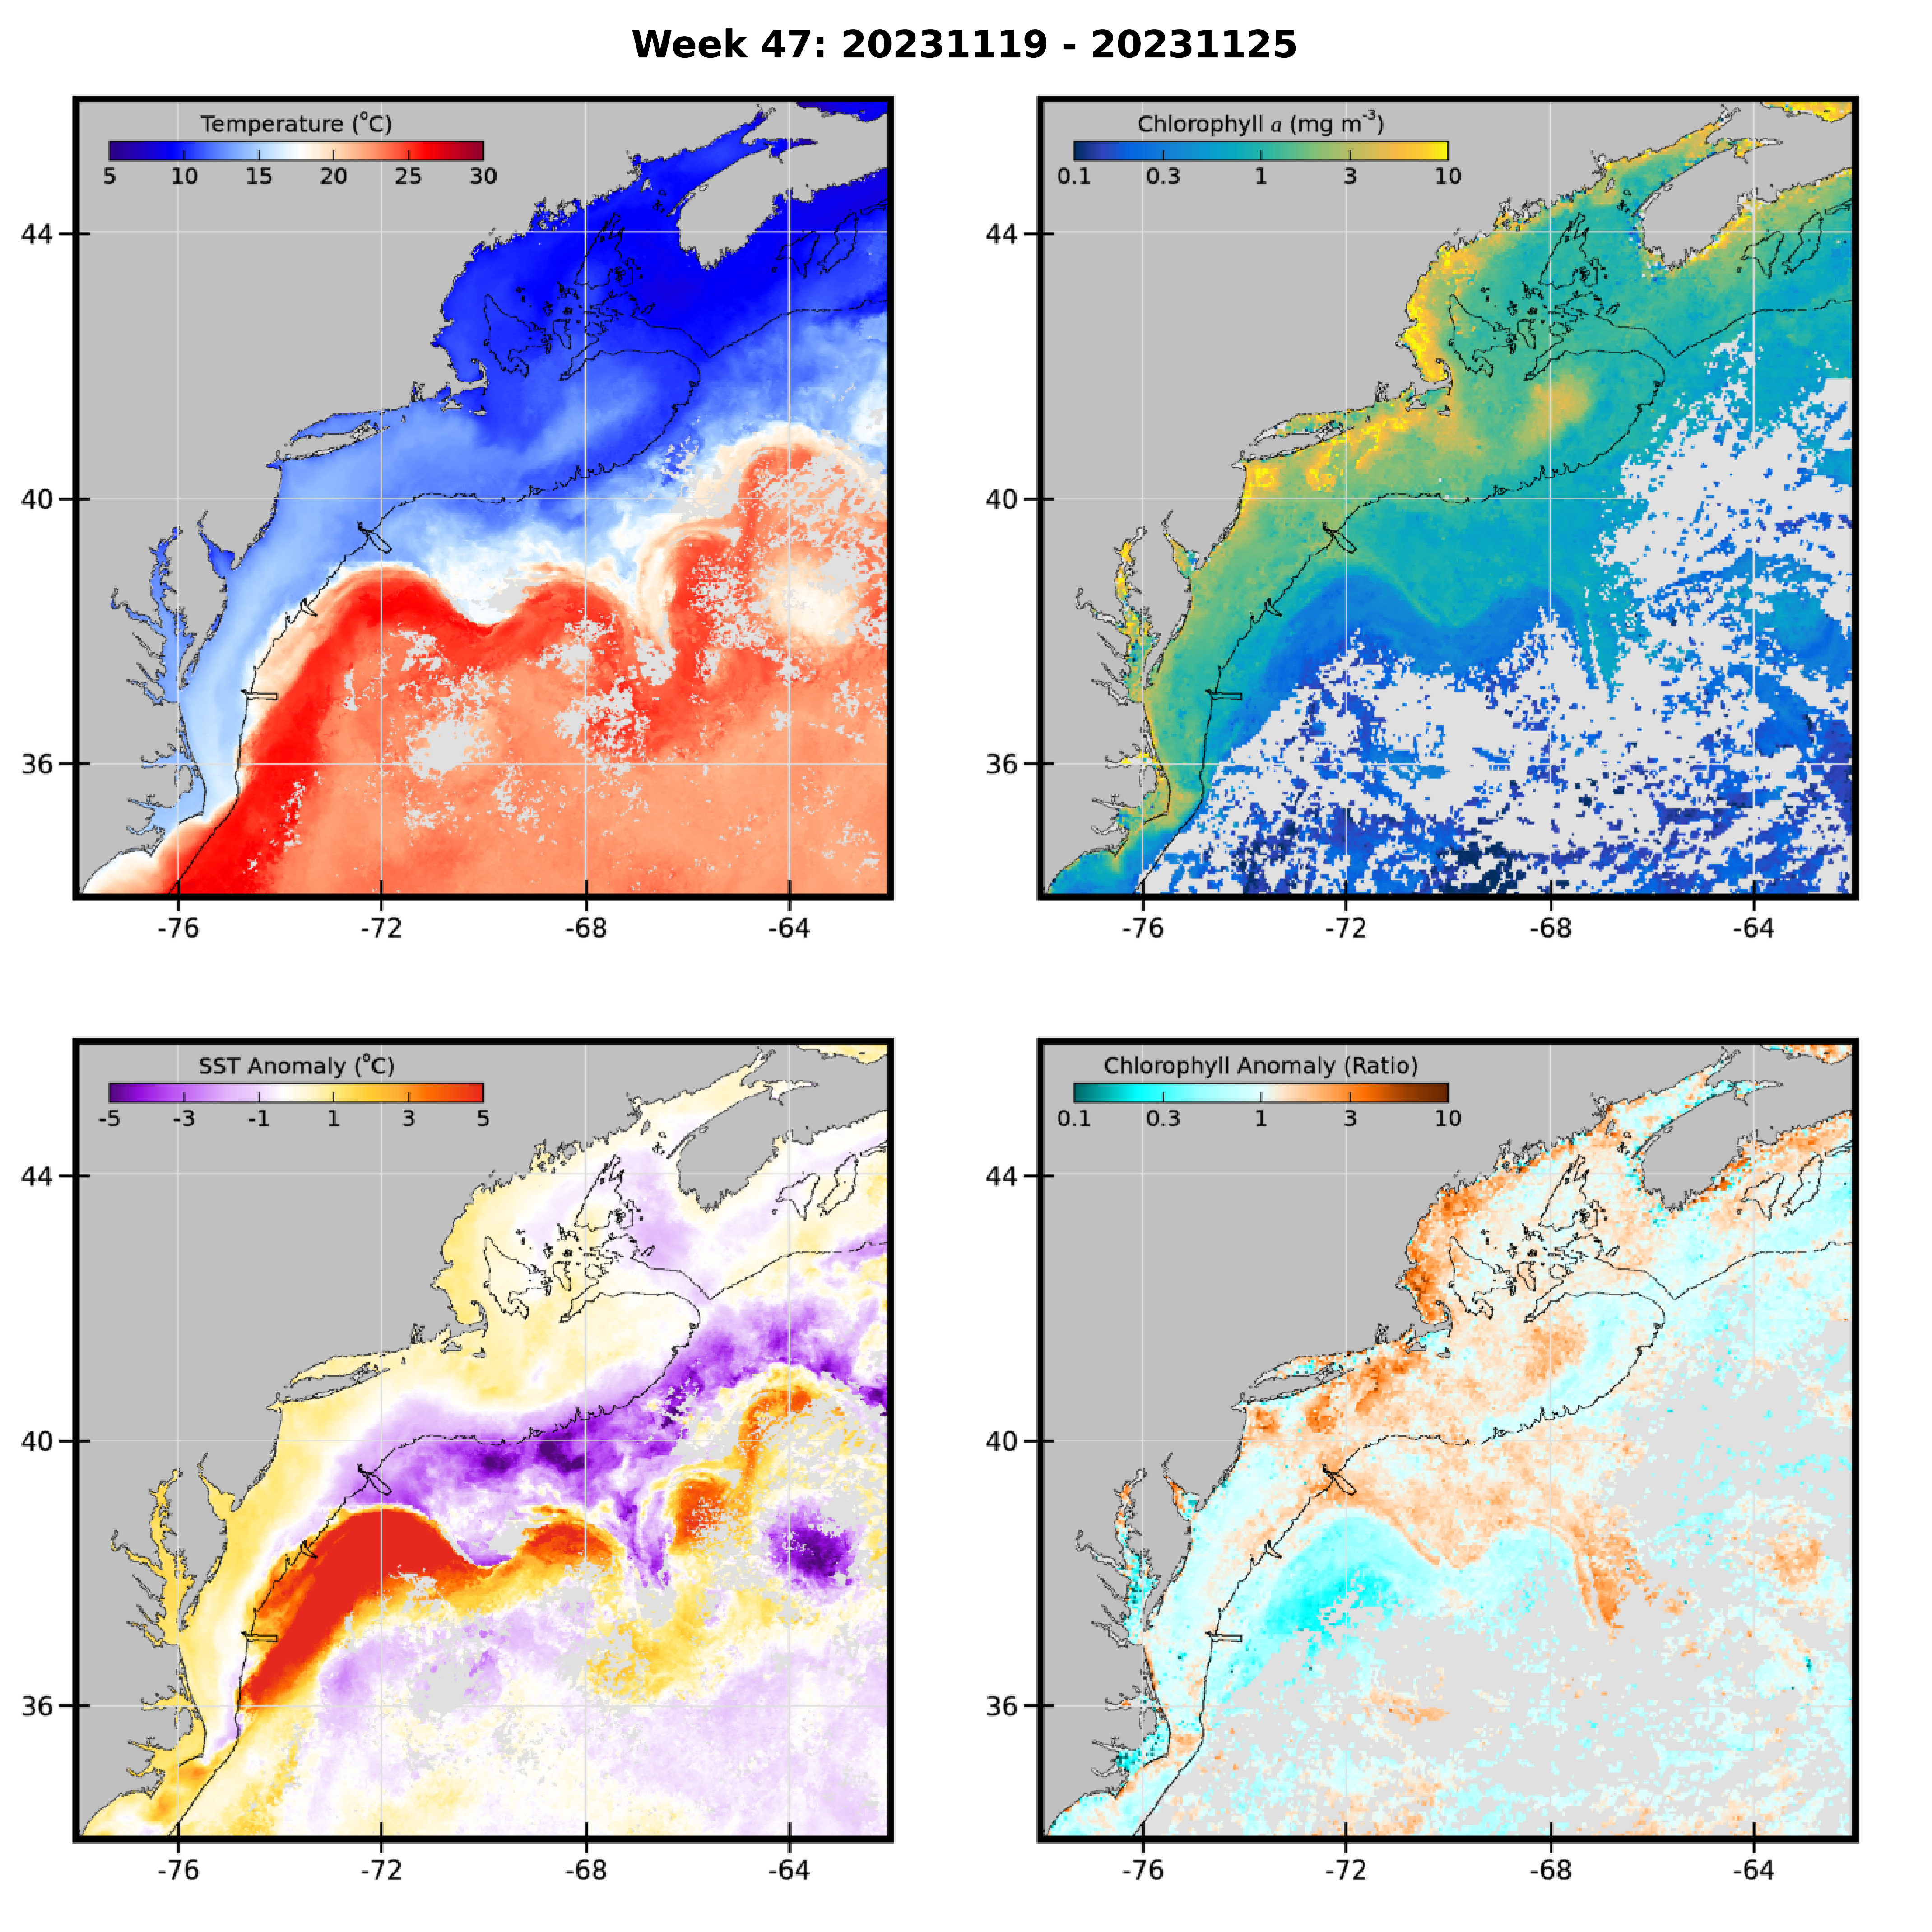 Week 47: 20231119 - 20231125
Temperature (°C)
5 10 15 20 25 30
44
40
36
-76 -72 -68 -64
Chlorophyll a (mg m⁻³)
0.1 0.3 1 3 10
44
40
36
-76 -72 -68 -64
SST Anomaly (°C)
-5 -3 -1 1 3 5
44
40
36
-76 -72 -68 -64
Chlorophyll Anomaly (Ratio)
0.1 0.3 1 3 10
44
40
36
-76 -72 -68 -64